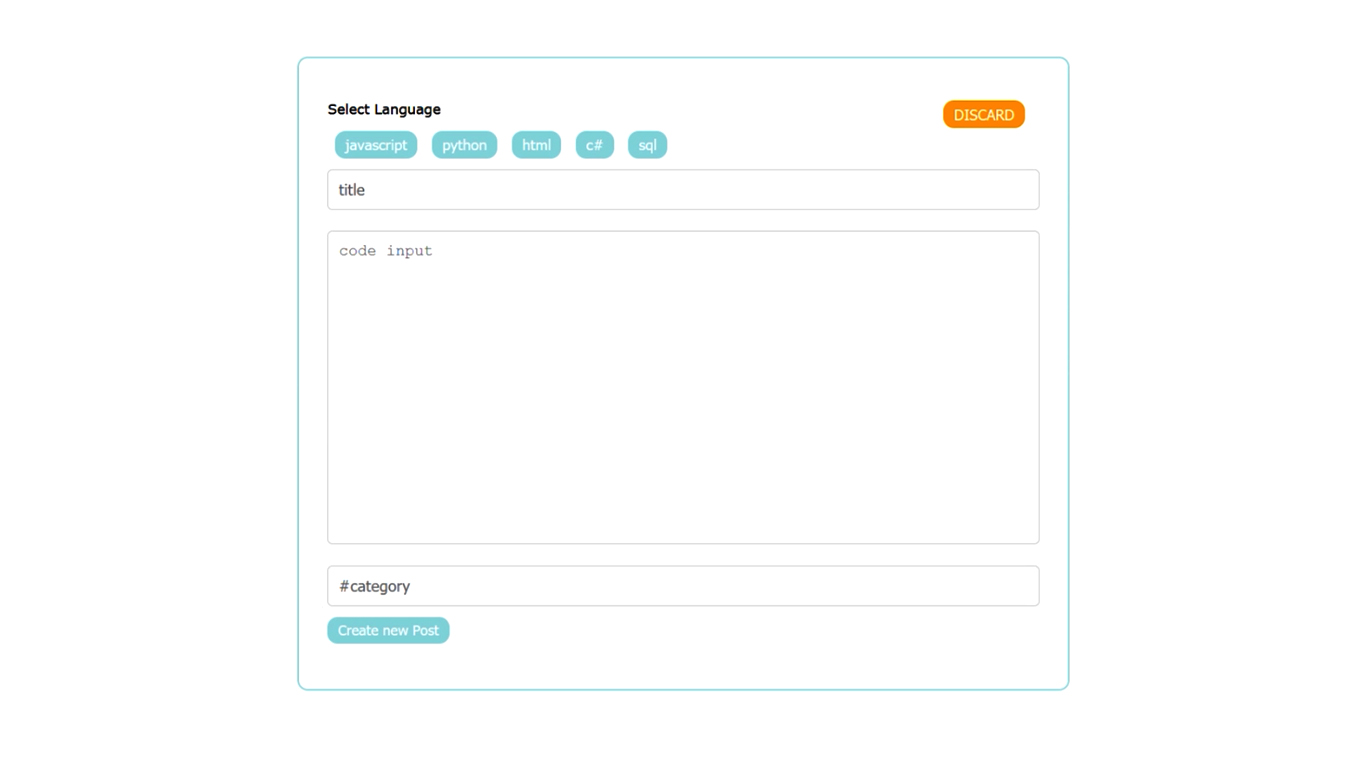 Select Language
DISCARD
javascript python html c# sql
title
code input
#category
Create new Post